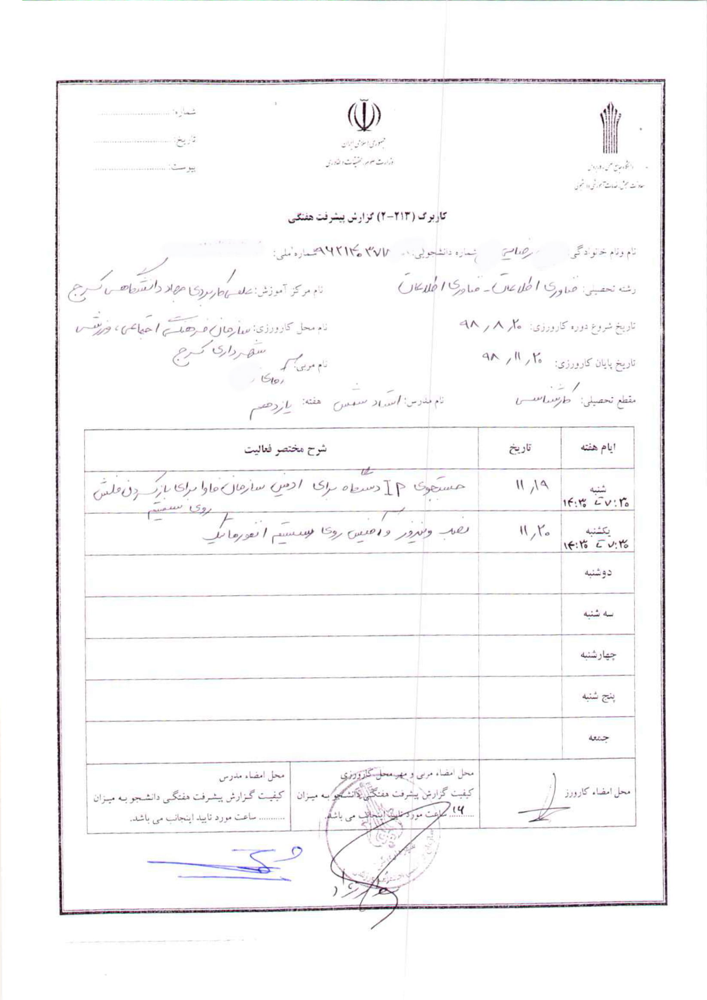 شماره: ..............................
تاریخ: ..............................
پیوست: ..............................
جمهوری اسلامی ایران
وزارت علوم، تحقیقات و فناوری
دانشگاه جامع علمی کاربردی
معاونت سنجش، خدمات آموزشی و دانشجویی
کاربرگ (۲۱۳-۲) گزارش پیشرفت هفتگی
نام ونام خانوادگی: رضایی شماره دانشجویی: ۹۶۲۱۴۰۳۷۷ شماره ملی:
رشته تحصیلی: فناوری اطلاعات - فناوری اطلاعات نام مرکز آموزش: علمی کاربردی جهاد دانشگاهی کرج
تاریخ شروع دوره کارورزی: ۹۸٫۸٫۲۰ نام محل کارورزی: سازمان فرهنگی اجتماعی، ورزشی
شهرداری کرج
تاریخ پایان کارورزی: ۹۸٫۱۱٫۲۰ نام مربی: آقای
مقطع تحصیلی: کارشناسی نام مدرس: استاد شمس هفته: یازدهم
ایام هفته تاریخ شرح مختصر فعالیت
شنبه ۷:۳۰ تا ۱۴:۳۰ ۱۱٫۱۹ جستجوی IP دستگاه برای ادمین سازمان فاوا برای باز کردن فلش
روی سیستم
یکشنبه ۷:۳۰ تا ۱۴:۳۰ ۱۱٫۲۰ نصب ویندوز و آفیس روی سیستم انفورماتیک
دوشنبه
سه شنبه
چهارشنبه
پنج شنبه
جمعه
محل امضاء کارورز
محل امضاء مربی و مهر محل کارورزی
کیفیت گزارش پیشرفت هفتگی دانشجو به میزان
۱۴ ساعت مورد تایید اینجانب می باشد.
محل امضاء مدرس
کیفیت گزارش پیشرفت هفتگی دانشجو به میزان
........... ساعت مورد تایید اینجانب می باشد.